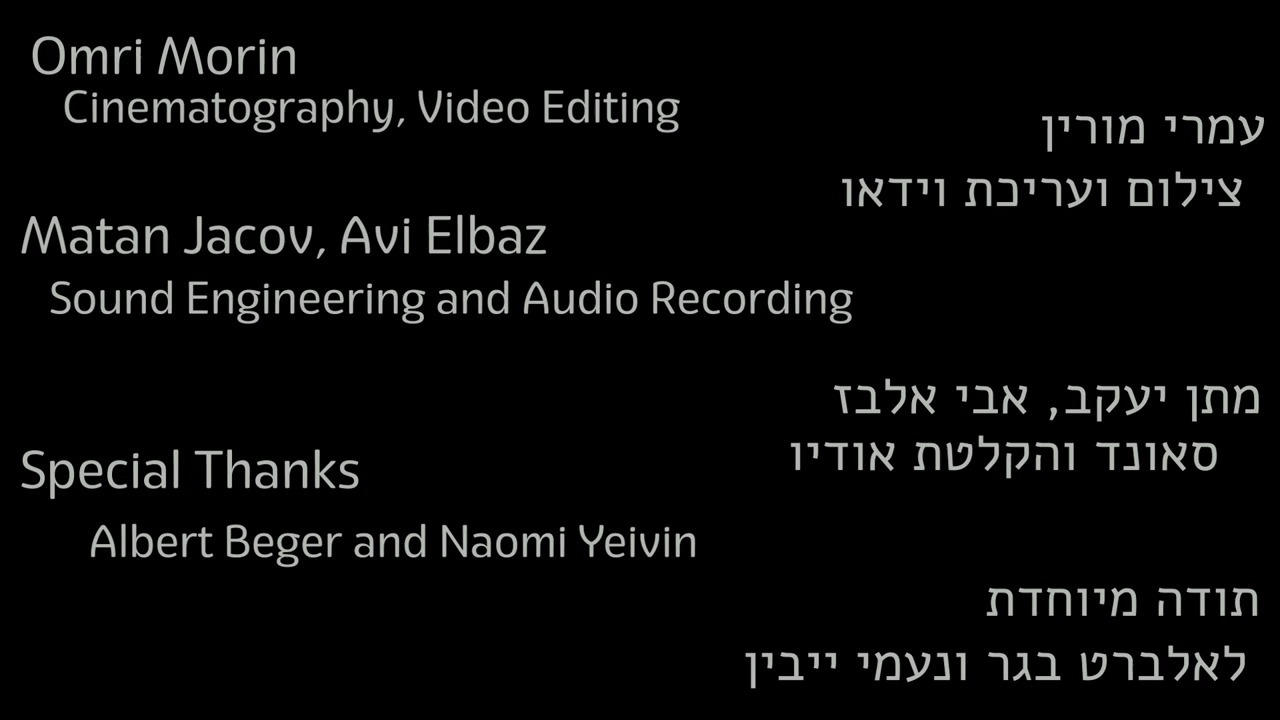 Omri Morin
Cinematography, Video Editing
עמרי מורין
צילום ועריכת וידאו
Matan Jacov, Avi Elbaz
Sound Engineering and Audio Recording
מתן יעקב, אבי אלבז
סאונד והקלטת אודיו
Special Thanks
Albert Beger and Naomi Yeivin
תודה מיוחדת
לאלברט בגר ונעמי ייבין